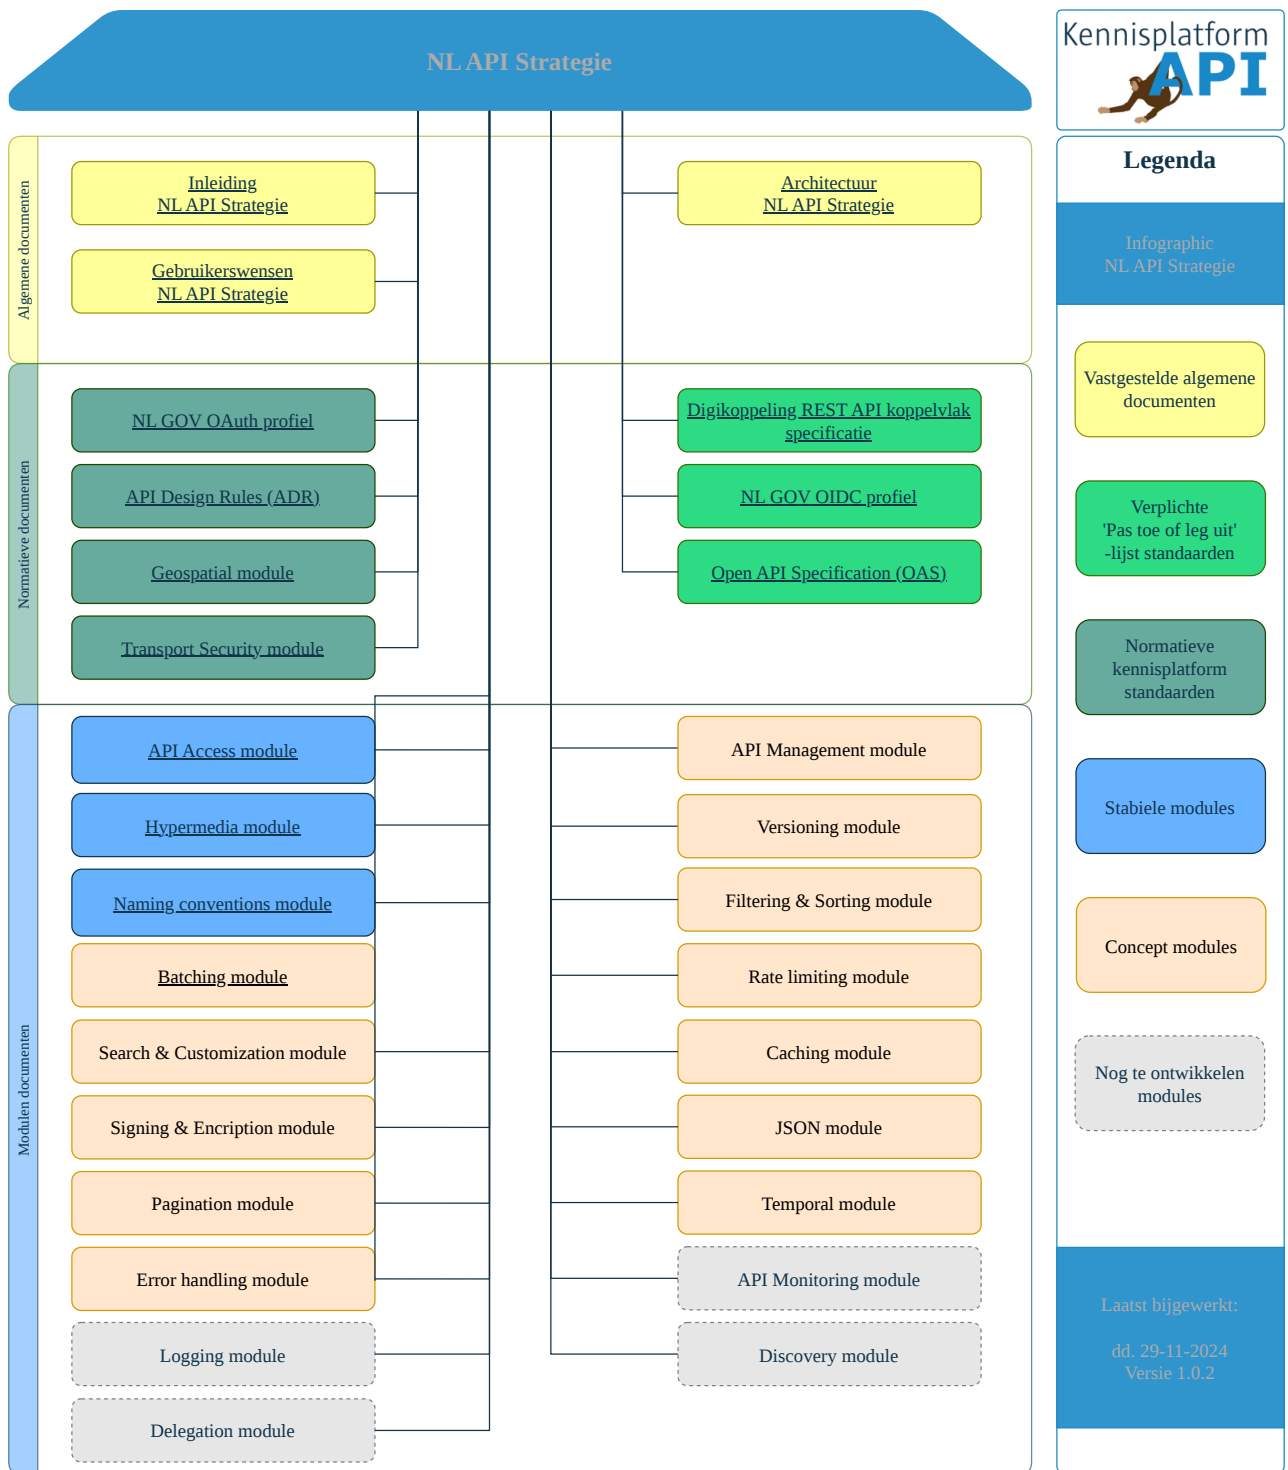 NL API Strategie
Kennisplatform
API
Algemene documenten
Inleiding
NL API Strategie
Architectuur
NL API Strategie
Gebruikerswensen
NL API Strategie
Normatieve documenten
NL GOV OAuth profiel
API Design Rules (ADR)
Geospatial module
Transport Security module
Digikoppeling REST API koppelvlak
specificatie
NL GOV OIDC profiel
Open API Specification (OAS)
Modulen documenten
API Access module
Hypermedia module
Naming conventions module
Batching module
Search & Customization module
Signing & Encription module
Pagination module
Error handling module
Logging module
Delegation module
API Management module
Versioning module
Filtering & Sorting module
Rate limiting module
Caching module
JSON module
Temporal module
API Monitoring module
Discovery module
Legenda
Infographic
NL API Strategie
Vastgestelde algemene
documenten
Verplichte
'Pas toe of leg uit'
-lijst standaarden
Normatieve
kennisplatform
standaarden
Stabiele modules
Concept modules
Nog te ontwikkelen
modules
Laatst bijgewerkt:
dd. 29-11-2024
Versie 1.0.2